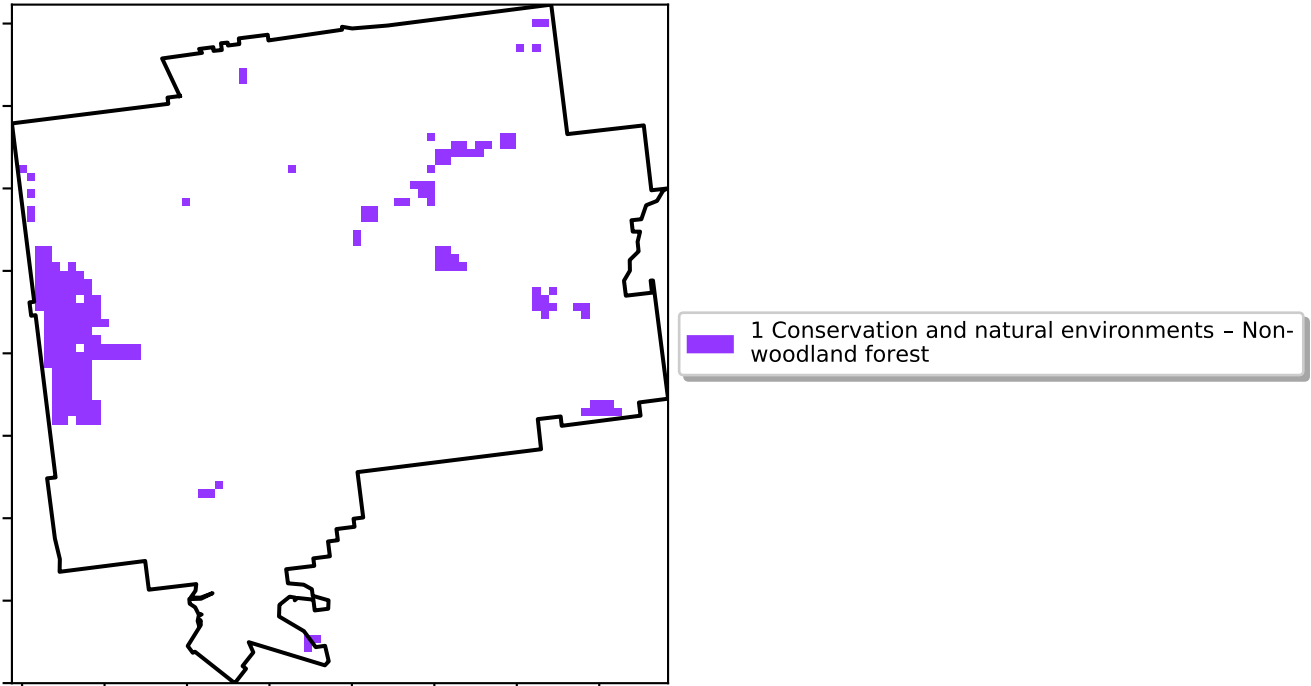 1 Conservation and natural environments – Non-
woodland forest